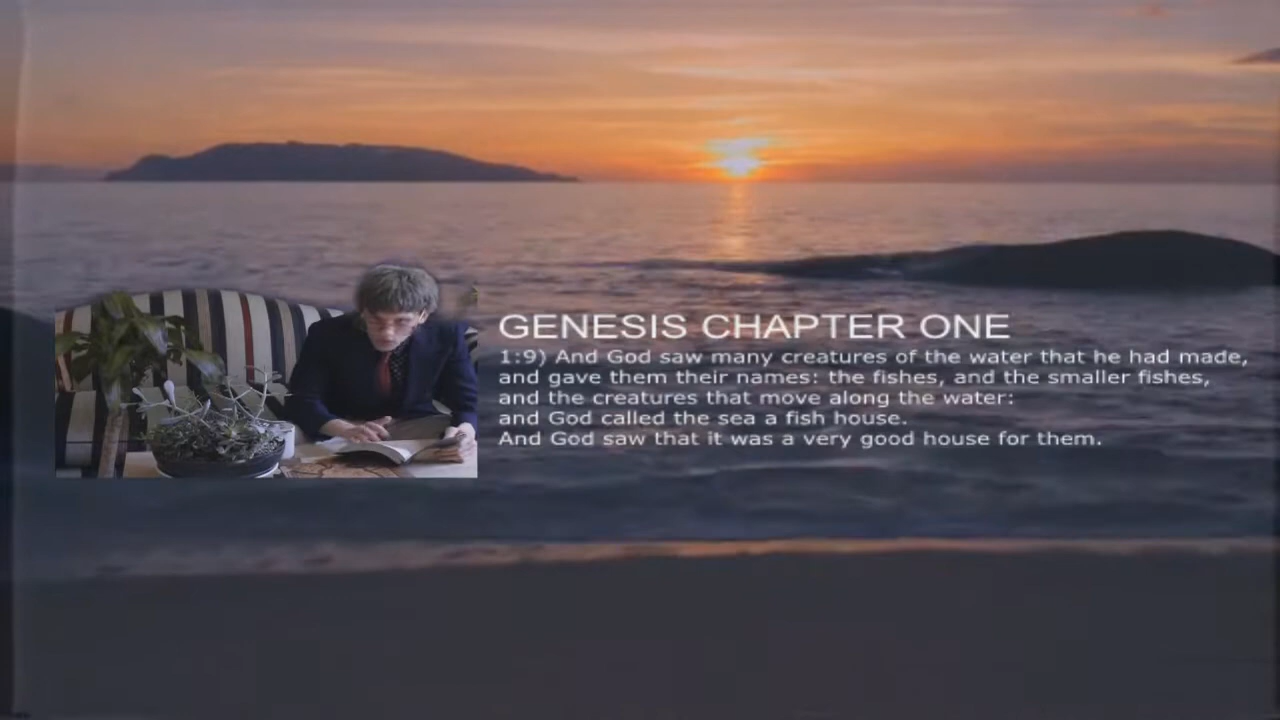 GENESIS CHAPTER ONE
1:9) And God saw many creatures of the water that he had made,
and gave them their names: the fishes, and the smaller fishes,
and the creatures that move along the water:
and God called the sea a fish house.
And God saw that it was a very good house for them.